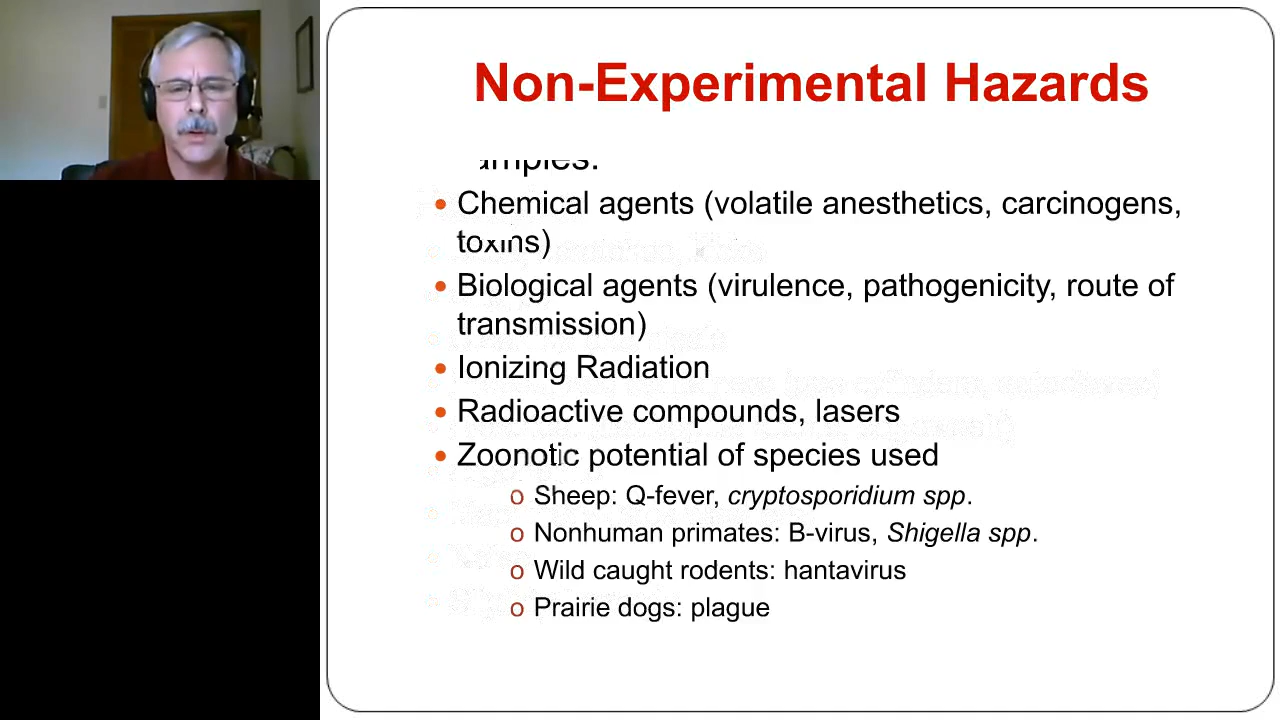 Non-Experimental Hazards
• Chemical agents (volatile anesthetics, carcinogens,
toxins)
• Biological agents (virulence, pathogenicity, route of
transmission)
• Ionizing Radiation
• Radioactive compounds, lasers
• Zoonotic potential of species used
o Sheep: Q-fever, cryptosporidium spp.
o Nonhuman primates: B-virus, Shigella spp.
o Wild caught rodents: hantavirus
o Prairie dogs: plague